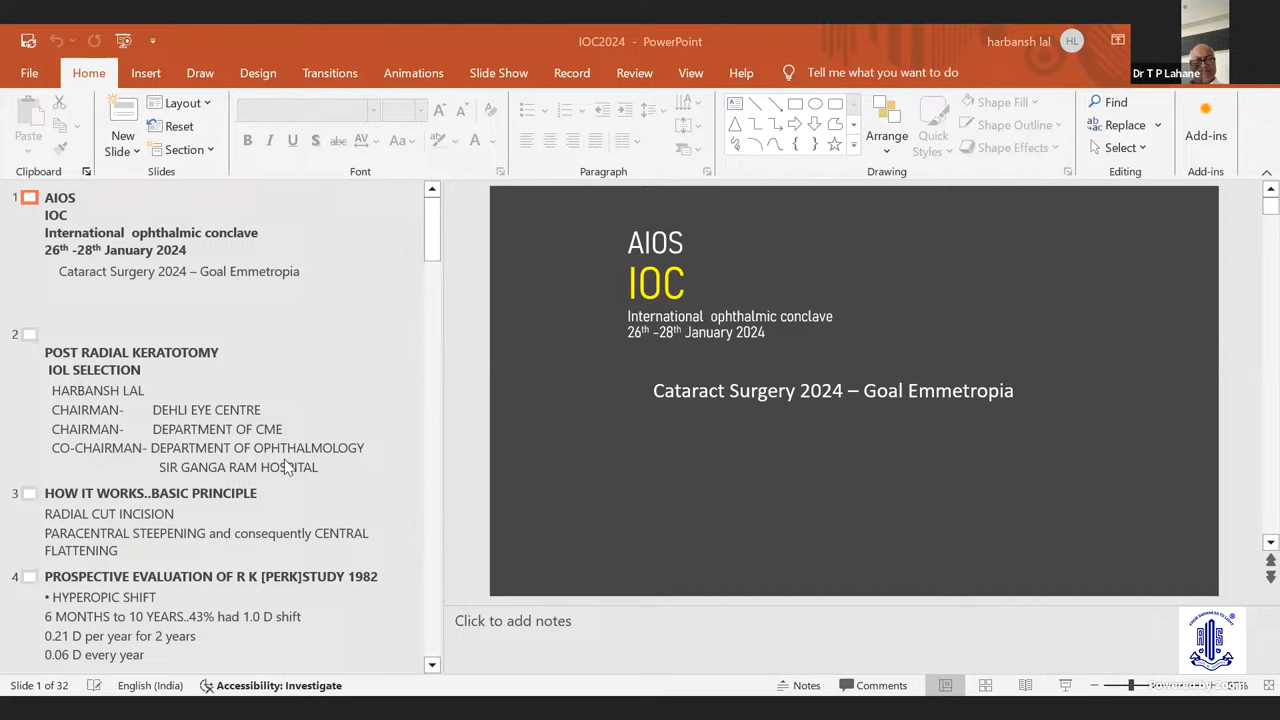 IOC2024 - PowerPoint
harbansh lal
HL
Dr T P Lahane
File
Home
Insert
Draw
Design
Transitions
Animations
Slide Show
Record
Review
View
Help
Tell me what you want to do
Paste
Clipboard
New
Slide
Layout
Reset
Section
Slides
B
I
U
S
abc
AV
Aa
A
Font
Paragraph
Arrange
Quick
Styles
Shape Fill
Shape Outline
Shape Effects
Drawing
Find
Replace
Select
Editing
Add-ins
Add-ins
1
AIOS
IOC
International ophthalmic conclave
26th -28th January 2024
Cataract Surgery 2024 – Goal Emmetropia
2
POST RADIAL KERATOTOMY
IOL SELECTION
HARBANSH LAL
CHAIRMAN- DEHLI EYE CENTRE
CHAIRMAN- DEPARTMENT OF CME
CO-CHAIRMAN- DEPARTMENT OF OPHTHALMOLOGY
SIR GANGA RAM HOSPITAL
3
HOW IT WORKS..BASIC PRINCIPLE
RADIAL CUT INCISION
PARACENTRAL STEEPENING and consequently CENTRAL
FLATTENING
4
PROSPECTIVE EVALUATION OF R K [PERK]STUDY 1982
• HYPEROPIC SHIFT
6 MONTHS to 10 YEARS..43% had 1.0 D shift
0.21 D per year for 2 years
0.06 D every year
AIOS
IOC
International ophthalmic conclave
26th -28th January 2024
Cataract Surgery 2024 – Goal Emmetropia
Click to add notes
Slide 1 of 32
English (India)
Accessibility: Investigate
Notes
Comments
Powered by Zoom